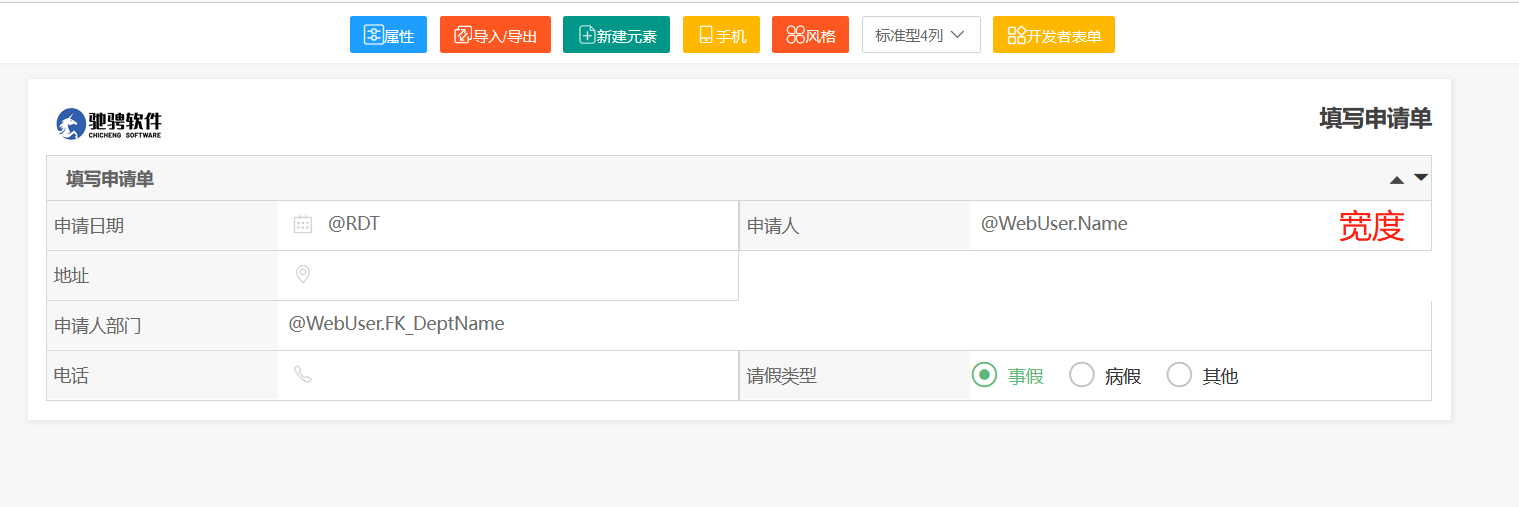 属性 导入/导出 新建元素 手机 风格 标准型4列 开发者表单
驰骋软件
CHICHENG SOFTWARE
填写申请单
填写申请单
申请日期 @RDT 申请人 @WebUser.Name 宽度
地址
申请人部门 @WebUser.FK_DeptName
电话 请假类型 事假 病假 其他